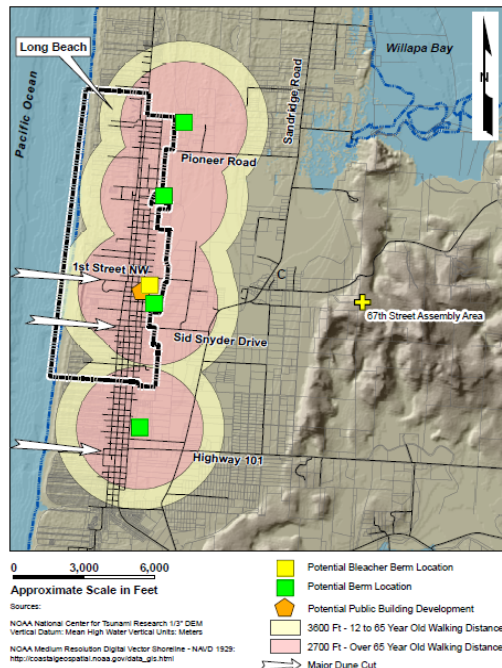 Long Beach
Willapa Bay
Pacific Ocean
Sandridge Road
N
Pioneer Road
1st Street NW
67th Street Assembly Area
Sid Snyder Drive
Highway 101
0 3,000 6,000
Approximate Scale in Feet
Sources:
NOAA National Center for Tsunami Research 1/3" DEM
Vertical Datum: Mean High Water Vertical Units: Meters
NOAA Medium Resolution Digital Vector Shoreline - NAVD 1929:
http://coastalgeospatial.noaa.gov/data_gis.html
Potential Bleacher Berm Location
Potential Berm Location
Potential Public Building Development
3600 Ft - 12 to 65 Year Old Walking Distance
2700 Ft - Over 65 Year Old Walking Distance
Major Dune Cut